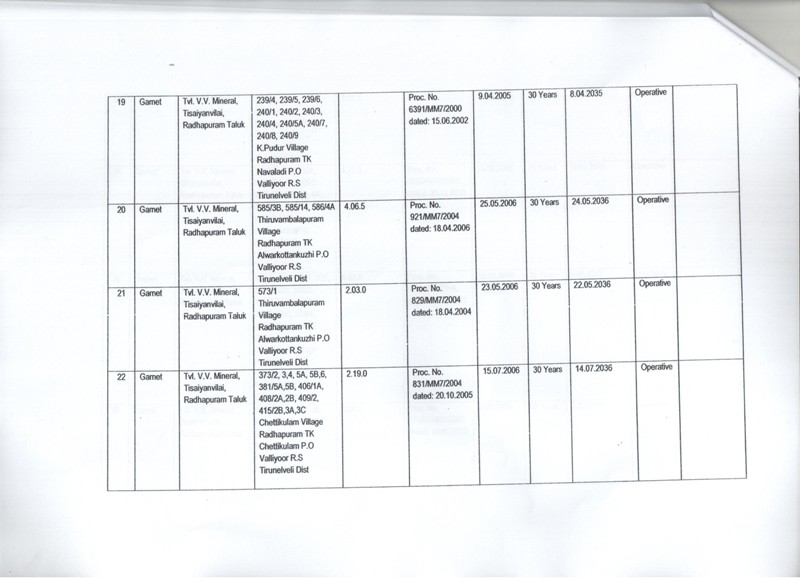 19 Garnet Tvl. V.V. Mineral, 239/4, 239/5, 239/6, Proc. No. 9.04.2005 30 Years 8.04.2035 Operative
Tisaiyanvilai, 240/1, 240/2, 240/3, 6391/MM7/2000
Radhapuram Taluk 240/4, 240/5A, 240/7, dated: 15.06.2002
240/8, 240/9
K.Pudur Village
Radhapuram TK
Navaladi P.O
Valliyoor R.S
Tirunelveli Dist
20 Garnet Tvl. V.V. Mineral, 585/3B, 585/14, 586/4A 4.06.5 Proc. No. 25.05.2006 30 Years 24.05.2036 Operative
Tisaiyanvilai, Thiruvambalapuram 921/MM7/2004
Radhapuram Taluk Village dated: 18.04.2006
Radhapuram TK
Alwarkottankuzhi P.O
Valliyoor R.S
Tirunelveli Dist
21 Garnet Tvl. V.V. Mineral, 573/1 2.03.0 Proc. No. 23.05.2006 30 Years 22.05.2036 Operative
Tisaiyanvilai, Thiruvambalapuram 829/MM7/2004
Radhapuram Taluk Village dated: 18.04.2004
Radhapuram TK
Alwarkottankuzhi P.O
Valliyoor R.S
Tirunelveli Dist
22 Garnet Tvl. V.V. Mineral, 373/2, 3,4, 5A, 5B,6, 2.19.0 Proc. No. 15.07.2006 30 Years 14.07.2036 Operative
Tisaiyanvilai, 381/5A,5B, 406/1A, 831/MM7/2004
Radhapuram Taluk 408/2A,2B, 409/2, dated: 20.10.2005
415/2B,3A,3C
Chettikulam Village
Radhapuram TK
Chettikulam P.O
Valliyoor R.S
Tirunelveli Dist